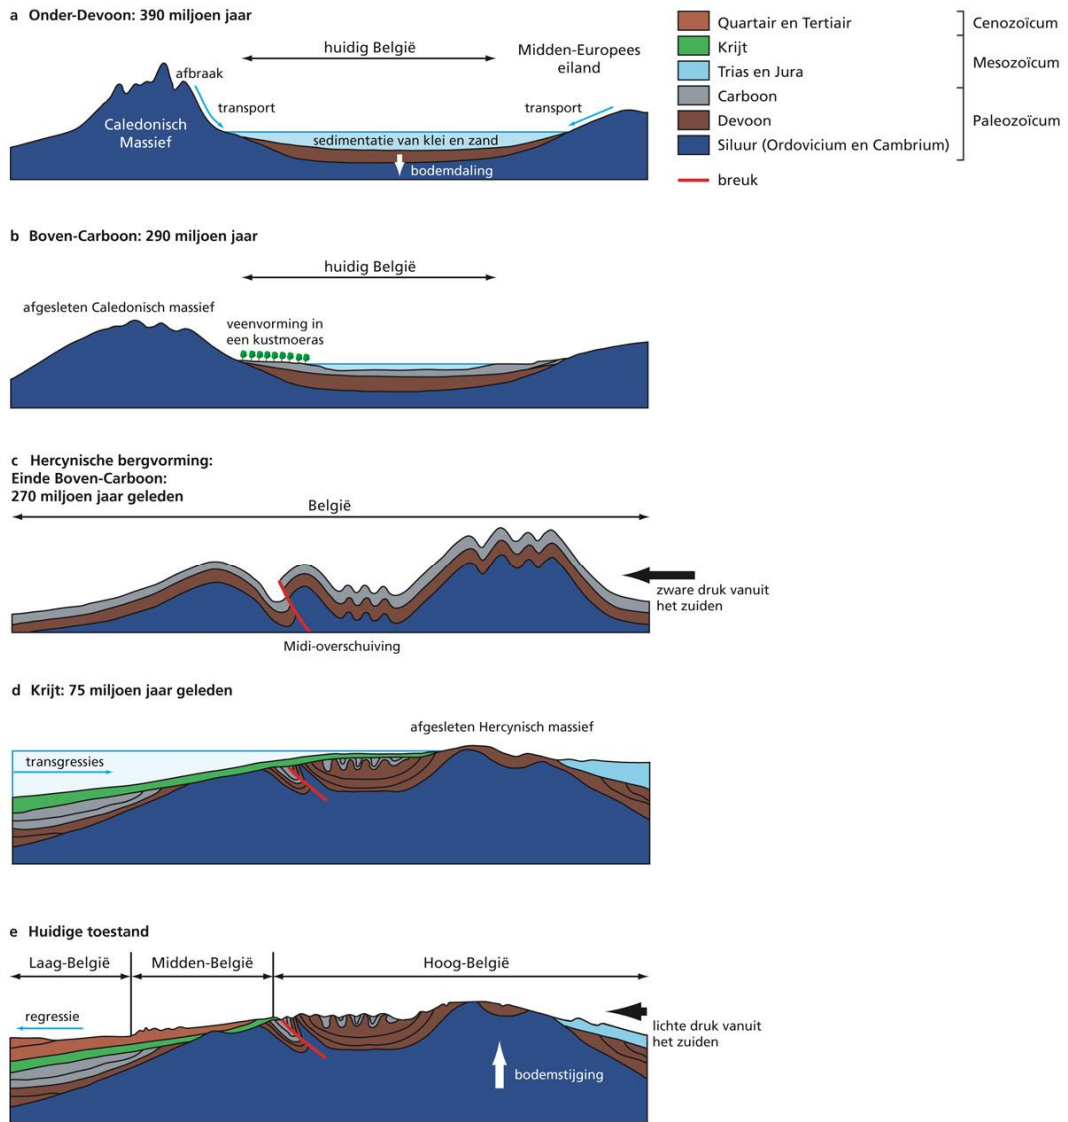 a Onder-Devoon: 390 miljoen jaar
huidig België
Midden-Europees
eiland
afbraak
transport
transport
Caledonisch
Massief
sedimentatie van klei en zand
bodemdaling
Quartair en Tertiair
Krijt
Trias en Jura
Carboon
Devoon
Siluur (Ordovicium en Cambrium)
breuk
Cenozoïcum
Mesozoïcum
Paleozoïcum
b Boven-Carboon: 290 miljoen jaar
huidig België
afgesleten Caledonisch massief
veenvorming in
een kustmoeras
c Hercynische bergvorming:
Einde Boven-Carboon:
270 miljoen jaar geleden
België
zware druk vanuit
het zuiden
Midi-overschuiving
d Krijt: 75 miljoen jaar geleden
afgesleten Hercynisch massief
transgressies
e Huidige toestand
Laag-België
Midden-België
Hoog-België
regressie
lichte druk vanuit
het zuiden
bodemstijging